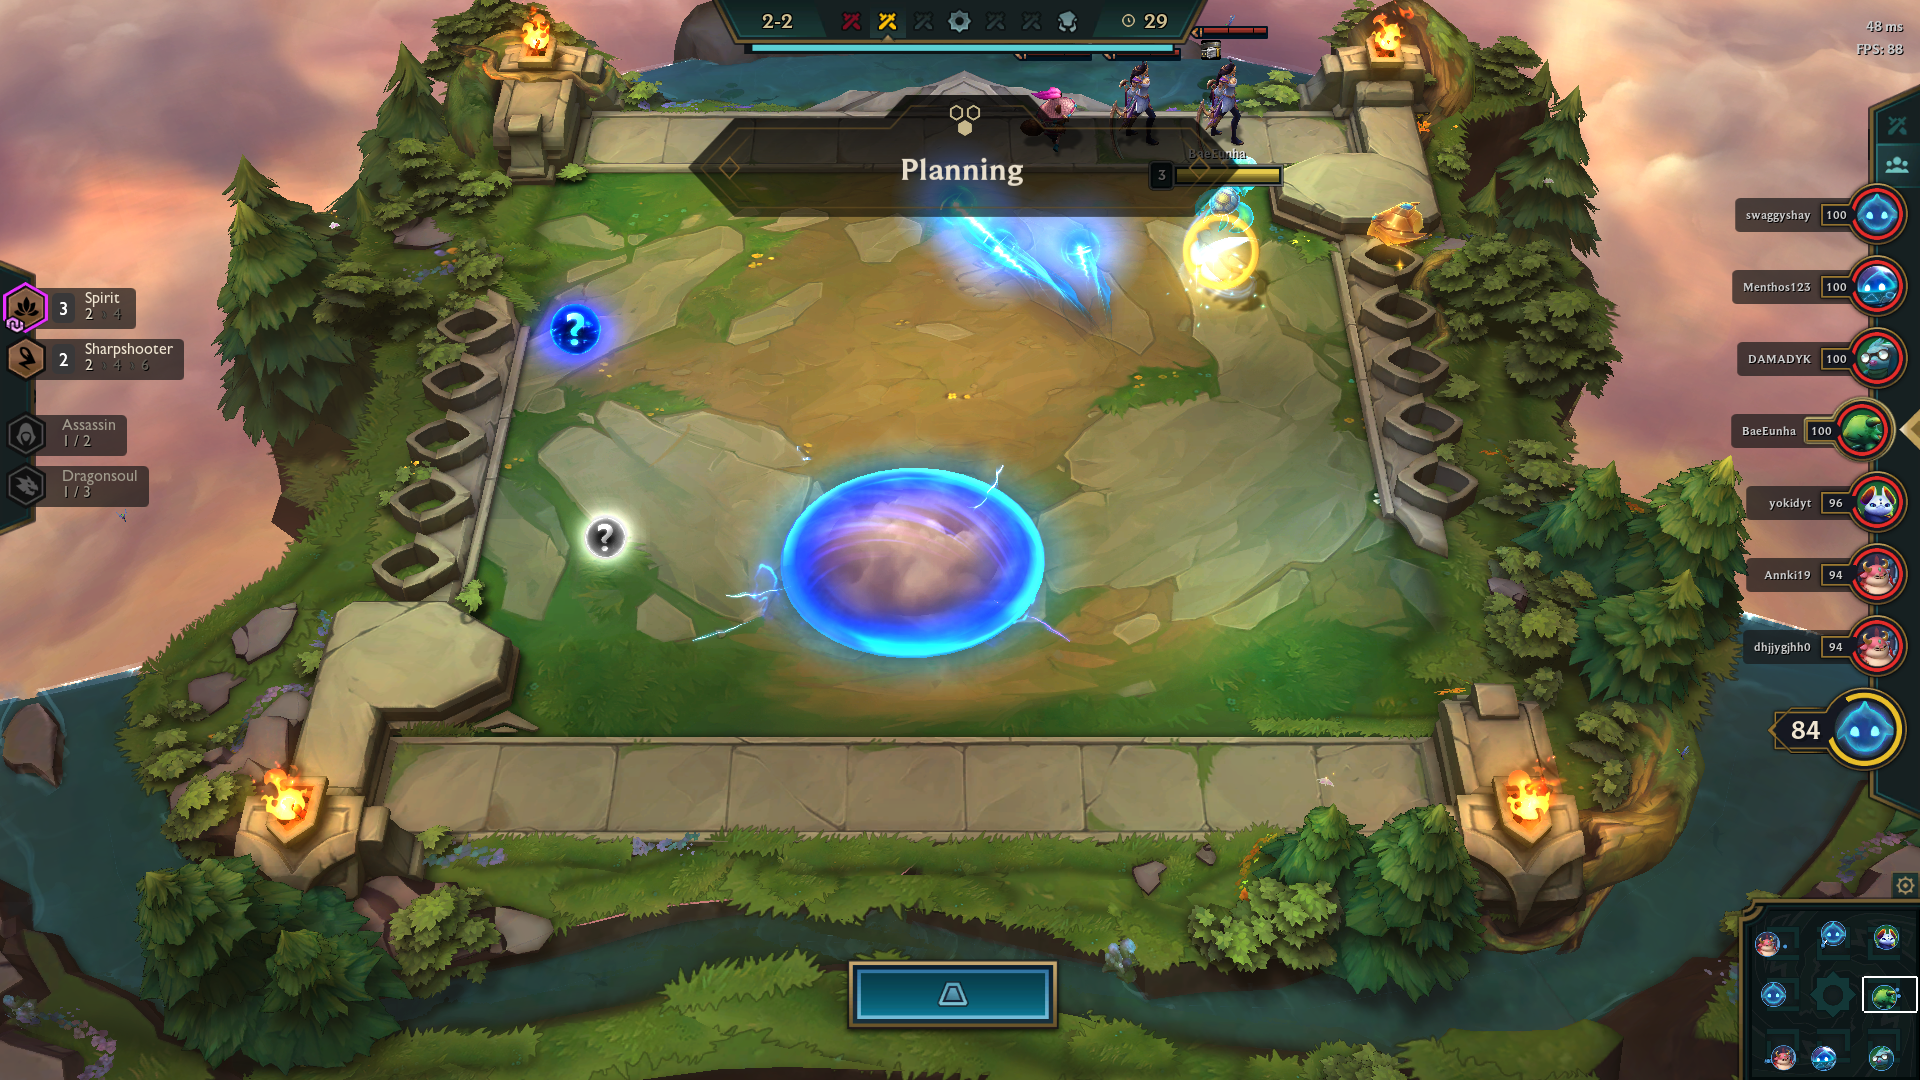 2-2
29
48 ms
FPS: 88
Planning
BaeEunha
3
3
Spirit
2 › 4
2
Sharpshooter
2 › 4 › 6
Assassin
1 / 2
Dragonsoul
1 / 3
?
?
swaggyshay 100
Menthos123 100
DAMADYK 100
BaeEunha 100
yokidyt 96
Annki19 94
dhjjygjhh0 94
84